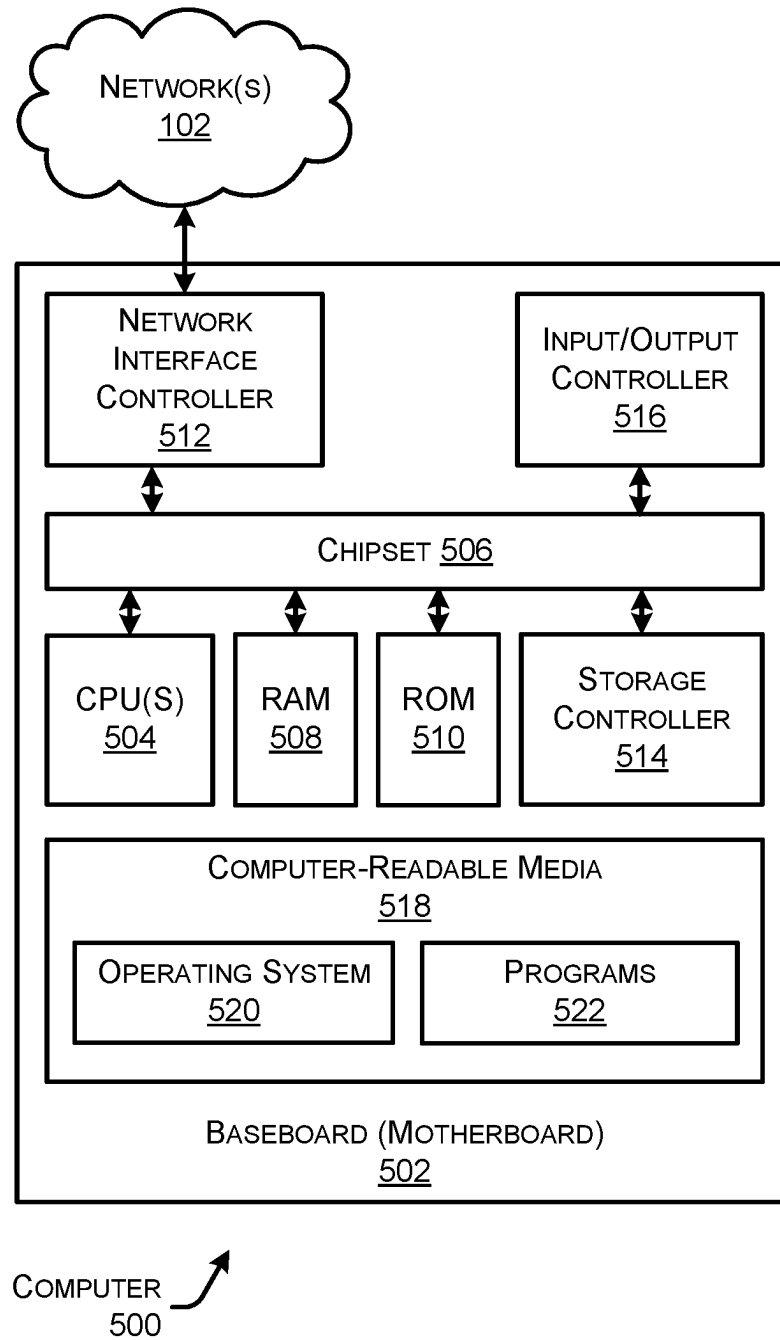 NETWORK(S)
102
NETWORK
INTERFACE
CONTROLLER
512
INPUT/OUTPUT
CONTROLLER
516
CHIPSET 506
CPU(S)
504
RAM
508
ROM
510
STORAGE
CONTROLLER
514
COMPUTER-READABLE MEDIA
518
OPERATING SYSTEM
520
PROGRAMS
522
BASEBOARD (MOTHERBOARD)
502
COMPUTER
500